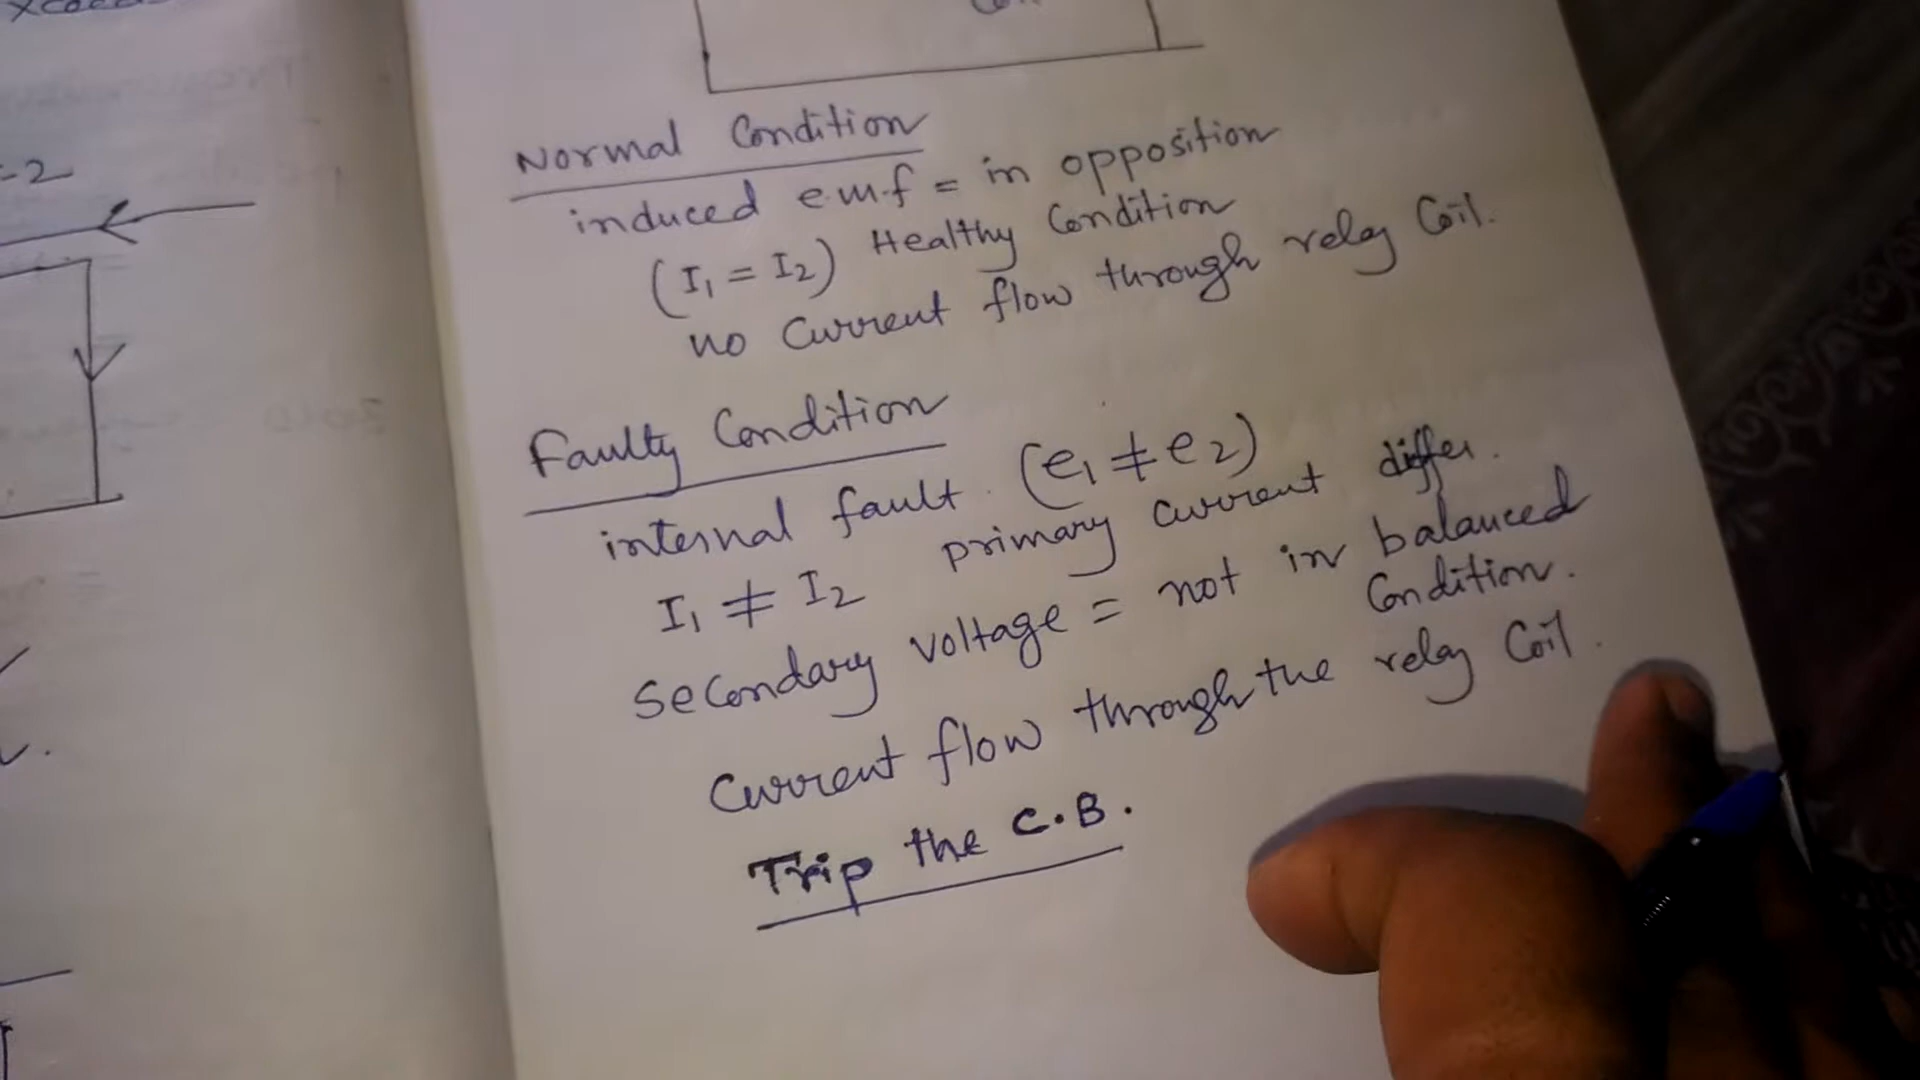 -2
Normal Condition
induced e.m.f = in opposition
(I₁ = I₂) Healthy Condition
no current flow through relay Coil.
Faulty Condition
internal fault. (e₁ ≠ e₂)
I₁ ≠ I₂ primary current differ.
Secondary voltage = not in balanced
Condition.
Current flow through the relay Coil.
Trip the C.B.